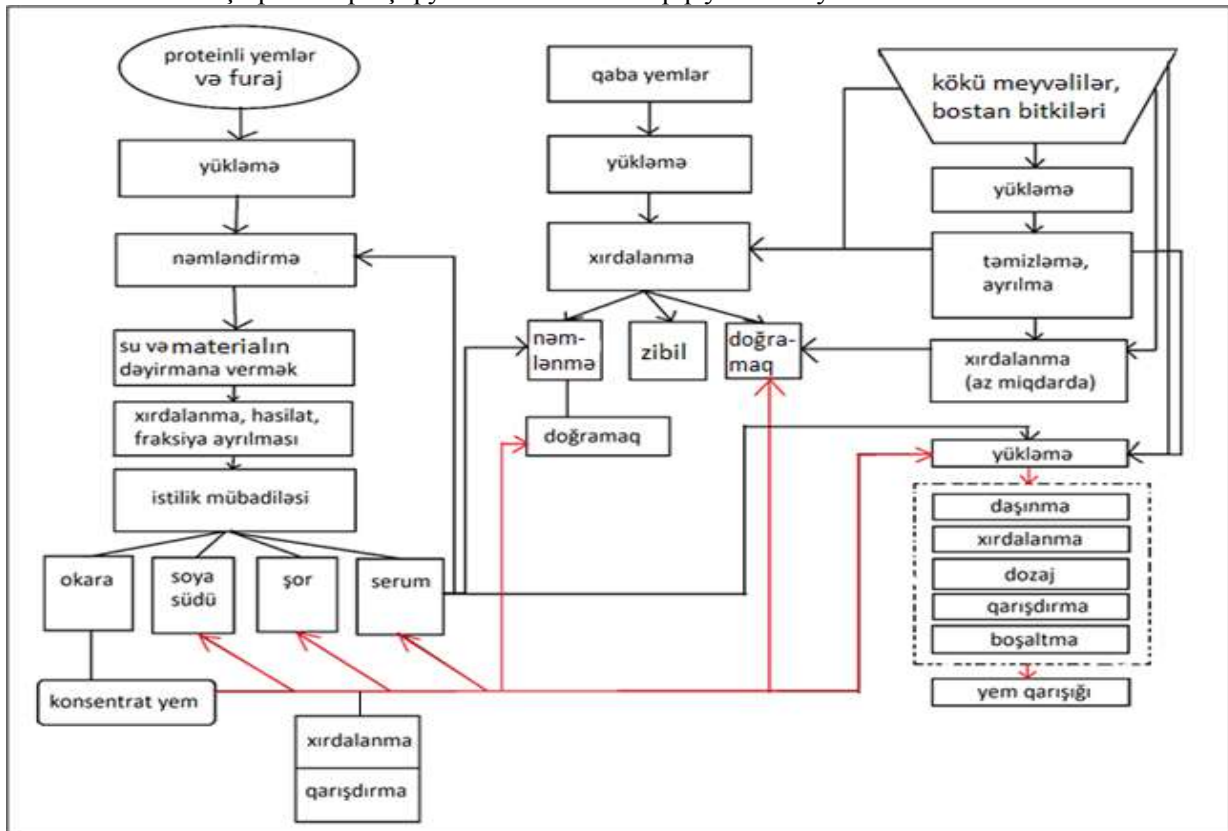 proteinli yemlər
və furaj
yükləmə
nəmləndirmə
su və materialın
dəyirmana vermək
xırdalanma, hasilat,
fraksiya ayrılması
istilik mübadiləsi
okara
soya
südü
şor
serum
konsentrat yem
xırdalanma
qarışdırma
qaba yemlər
yükləmə
xırdalanma
nəm-
lənmə
zibil
doğra-
maq
doğramaq
kökü meyvəlilər,
bostan bitkiləri
yükləmə
təmizləmə,
ayrılma
xırdalanma
(az miqdarda)
yükləmə
daşınma
xırdalanma
dozaj
qarışdırma
boşaltma
yem qarışığı